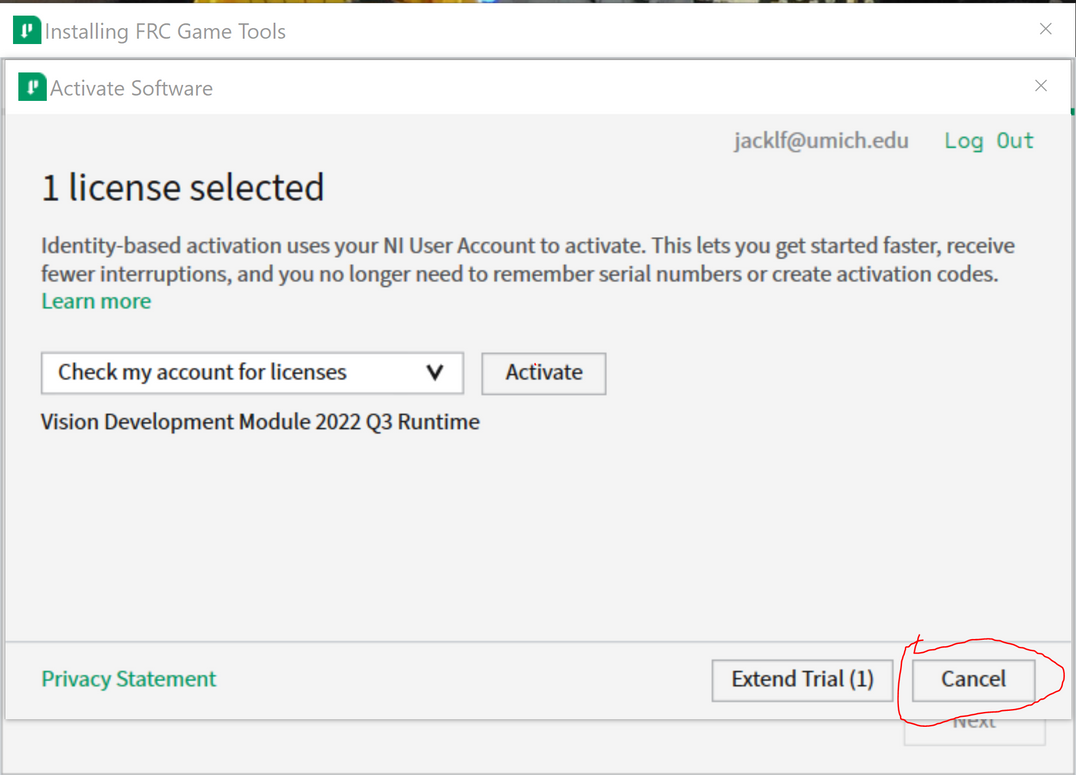 Installing FRC Game Tools
Activate Software
jacklf@umich.edu Log Out
1 license selected
Identity-based activation uses your NI User Account to activate. This lets you get started faster, receive
fewer interruptions, and you no longer need to remember serial numbers or create activation codes.
Learn more
Check my account for licenses Activate
Vision Development Module 2022 Q3 Runtime
Privacy Statement Extend Trial (1) Cancel
Next